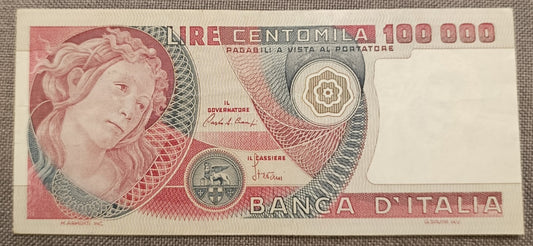 LIRE CENTOMILA 100 000
PAGABILI A VISTA AL PORTATORE
IL
GOVERNATORE
IL CASSIERE
BANCA D'ITALIA